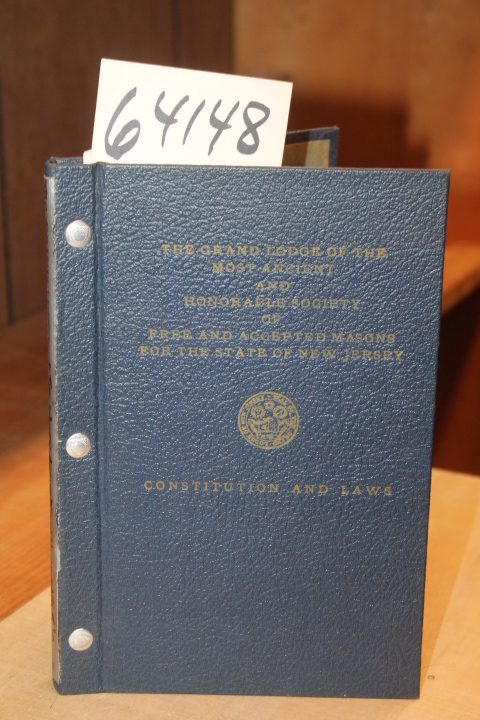 64148
THE GRAND LODGE OF THE
MOST ANCIENT
AND
HONORABLE SOCIETY
OF
FREE AND ACCEPTED MASONS
FOR THE STATE OF NEW JERSEY
CONSTITUTION AND LAWS